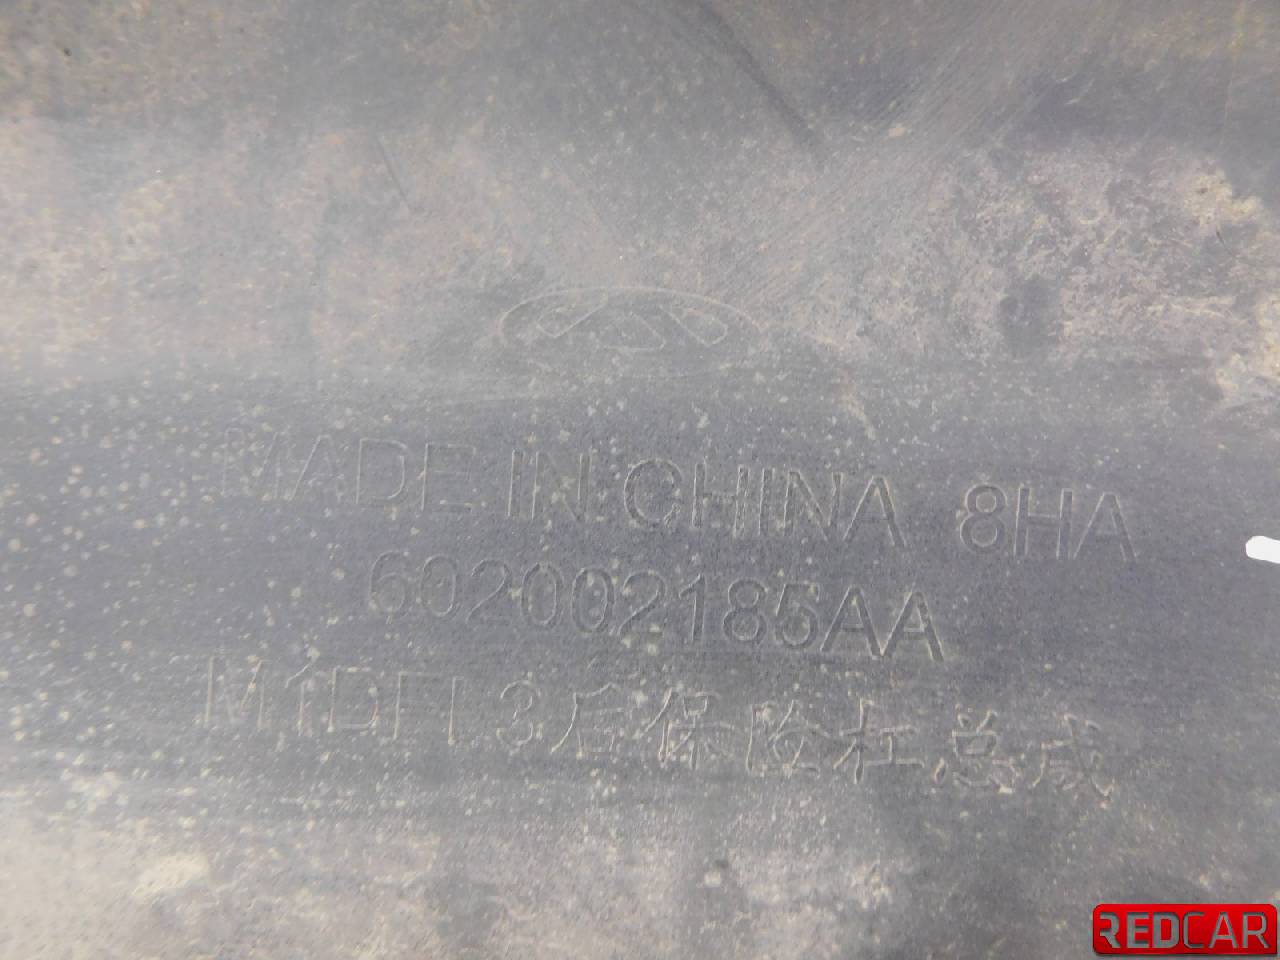 MADE IN CHINA 8HA
602002185AA
M1DFL3后保险杠总成
REDCAR